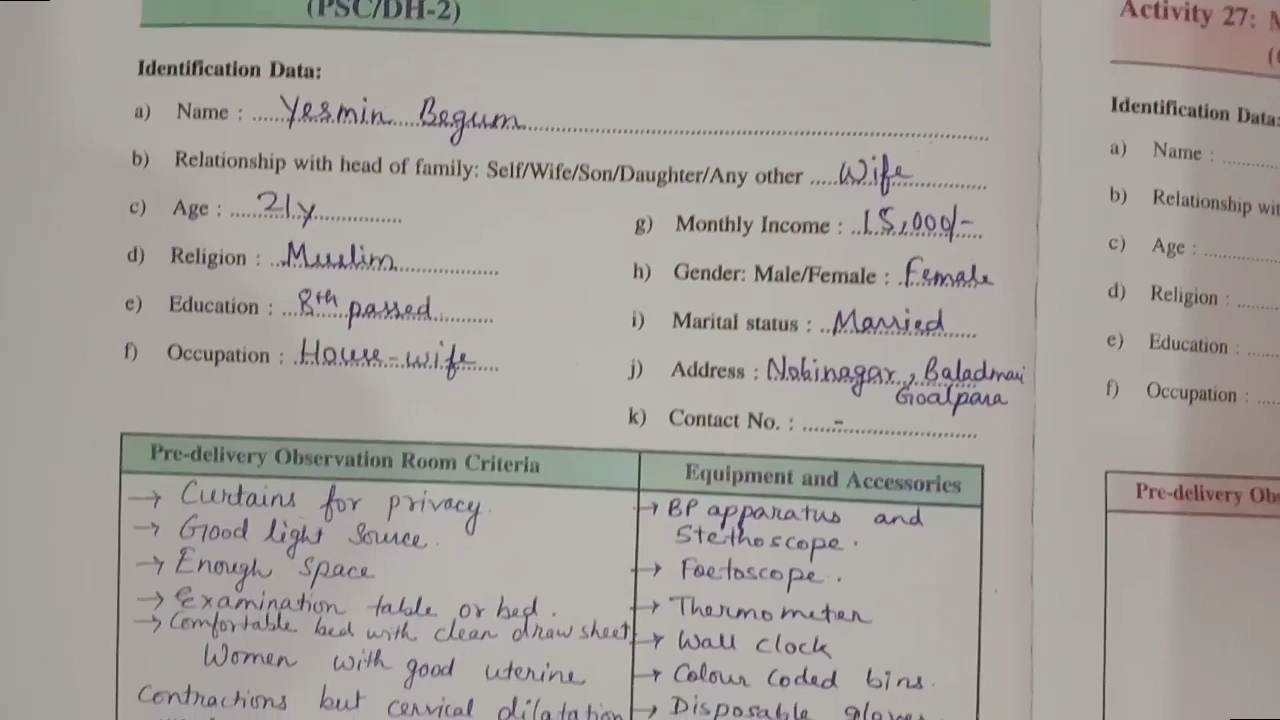 (PSC/DH-2)
Identification Data:
a) Name : Yesmin Begum
b) Relationship with head of family: Self/Wife/Son/Daughter/Any other Wife
c) Age : 21y
d) Religion : Muslim
e) Education : 8th passed
f) Occupation : House-wife
g) Monthly Income : 15,000/-
h) Gender: Male/Female : Female
i) Marital status : Married
j) Address : Nobinagar, Baladmari
Goalpara
k) Contact No. : -
Pre-delivery Observation Room Criteria
→ Curtains for privacy.
→ Good light source.
→ Enough space
→ Examination table or bed.
→ Comfortable bed with clean draw sheet
Women with good uterine
contractions but cervical dilatation
Equipment and Accessories
→ BP apparatus and
Stethoscope.
→ Foetoscope.
→ Thermometer
→ Wall clock
→ Colour coded bins.
→ Disposable gloves
Activity 27:
Identification Data:
a) Name :
b) Relationship wit
c) Age :
d) Religion :
e) Education :
f) Occupation :
Pre-delivery Obs